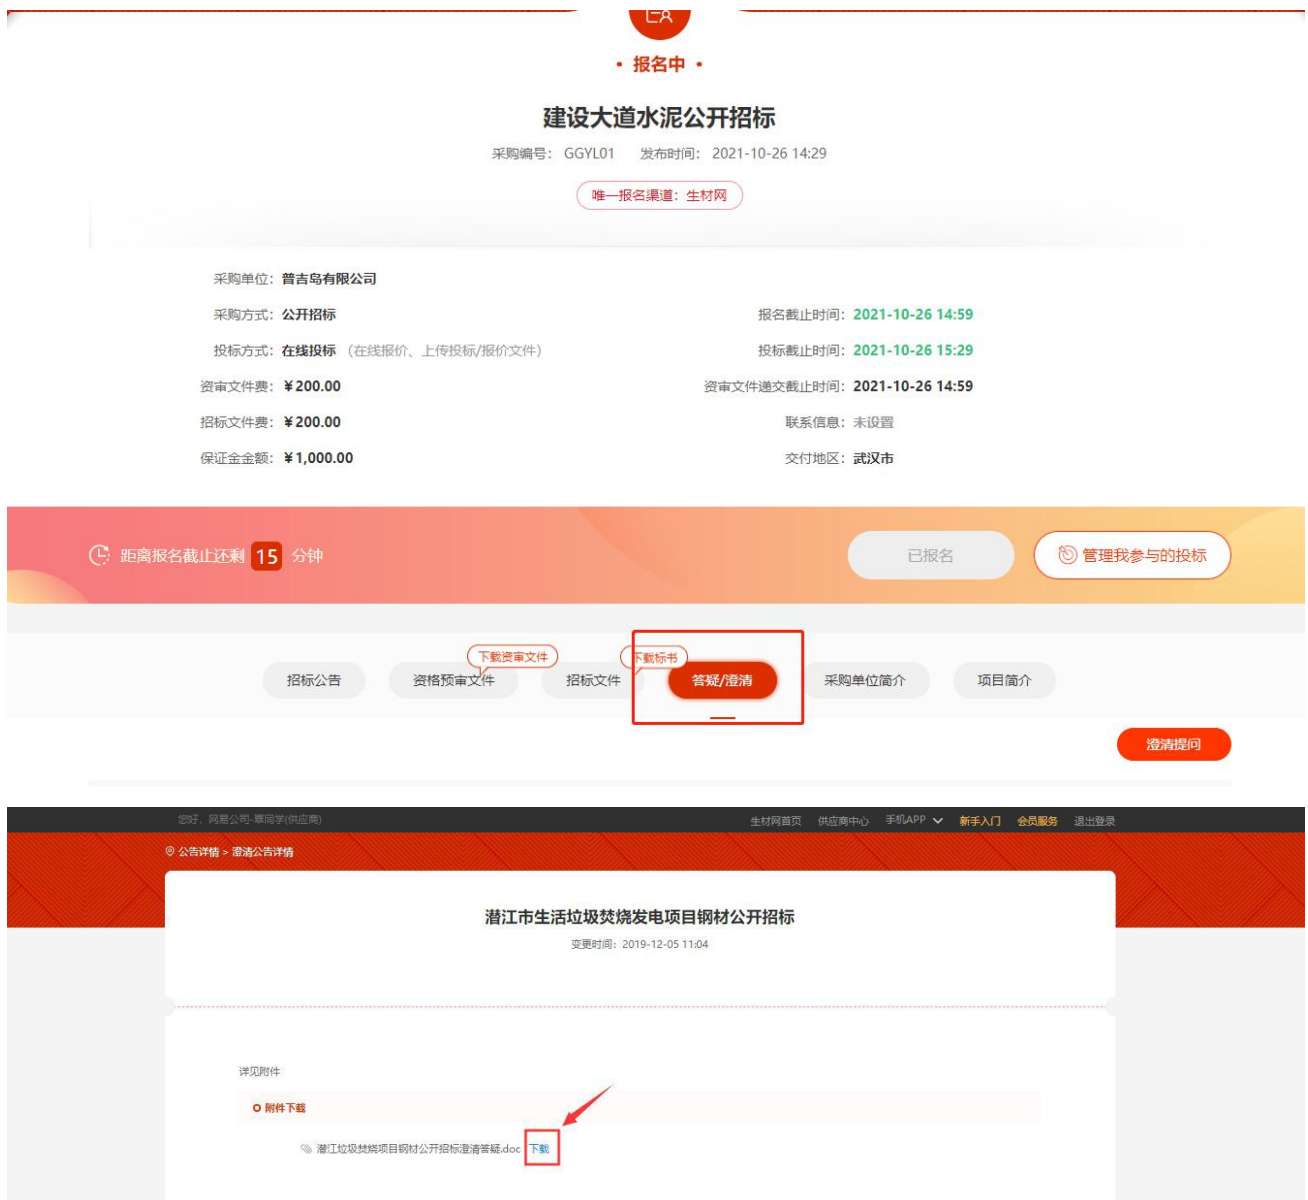 • 报名中 •
建设大道水泥公开招标
采购编号： GGYL01 发布时间： 2021-10-26 14:29
唯一报名渠道：生材网
采购单位：普吉岛有限公司
采购方式：公开招标 报名截止时间：2021-10-26 14:59
投标方式：在线投标 （在线报价、上传投标/报价文件） 投标截止时间：2021-10-26 15:29
资审文件费：￥200.00 资审文件递交截止时间：2021-10-26 14:59
招标文件费：￥200.00 联系信息：未设置
保证金金额：￥1,000.00 交付地区：武汉市
距离报名截止还剩 15 分钟 已报名 管理我参与的投标
下载资审文件 下载标书
招标公告 资格预审文件 招标文件 答疑/澄清 采购单位简介 项目简介
澄清提问
您好，网易公司-覃同学(供应商) 生材网首页 供应商中心 手机APP 新手入门 会员服务 退出登录
公告详情 > 澄清公告详情
潜江市生活垃圾焚烧发电项目钢材公开招标
变更时间：2019-12-05 11:04
详见附件
附件下载
潜江垃圾焚烧项目钢材公开招标澄清答疑.doc 下载